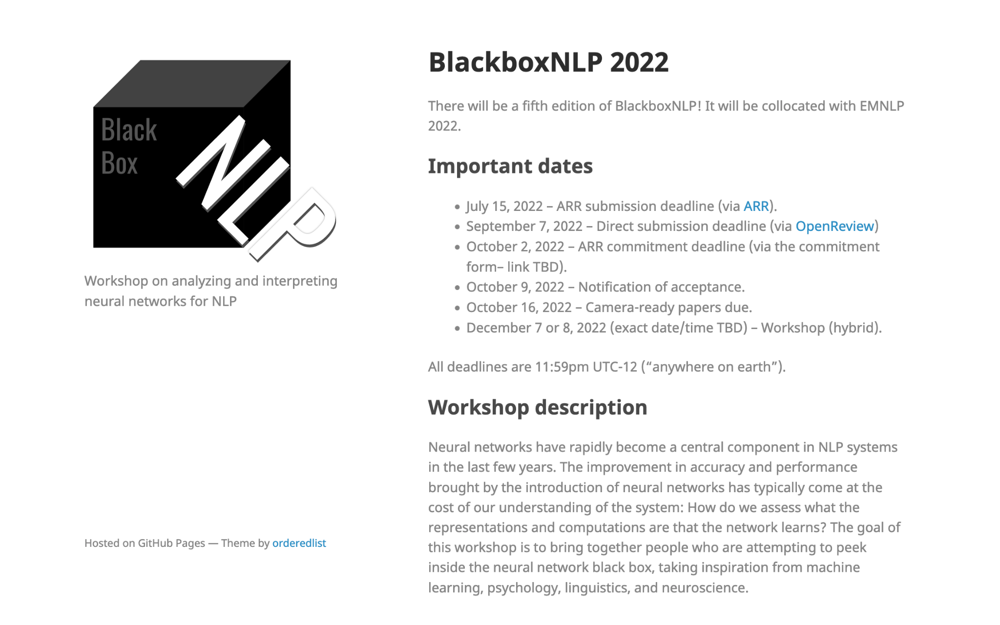 Black
Box
NLP
Workshop on analyzing and interpreting
neural networks for NLP
Hosted on GitHub Pages — Theme by orderedlist
BlackboxNLP 2022
There will be a fifth edition of BlackboxNLP! It will be collocated with EMNLP
2022.
Important dates
• July 15, 2022 – ARR submission deadline (via ARR).
• September 7, 2022 – Direct submission deadline (via OpenReview)
• October 2, 2022 – ARR commitment deadline (via the commitment
form– link TBD).
• October 9, 2022 – Notification of acceptance.
• October 16, 2022 – Camera-ready papers due.
• December 7 or 8, 2022 (exact date/time TBD) – Workshop (hybrid).
All deadlines are 11:59pm UTC-12 (“anywhere on earth”).
Workshop description
Neural networks have rapidly become a central component in NLP systems
in the last few years. The improvement in accuracy and performance
brought by the introduction of neural networks has typically come at the
cost of our understanding of the system: How do we assess what the
representations and computations are that the network learns? The goal of
this workshop is to bring together people who are attempting to peek
inside the neural network black box, taking inspiration from machine
learning, psychology, linguistics, and neuroscience.